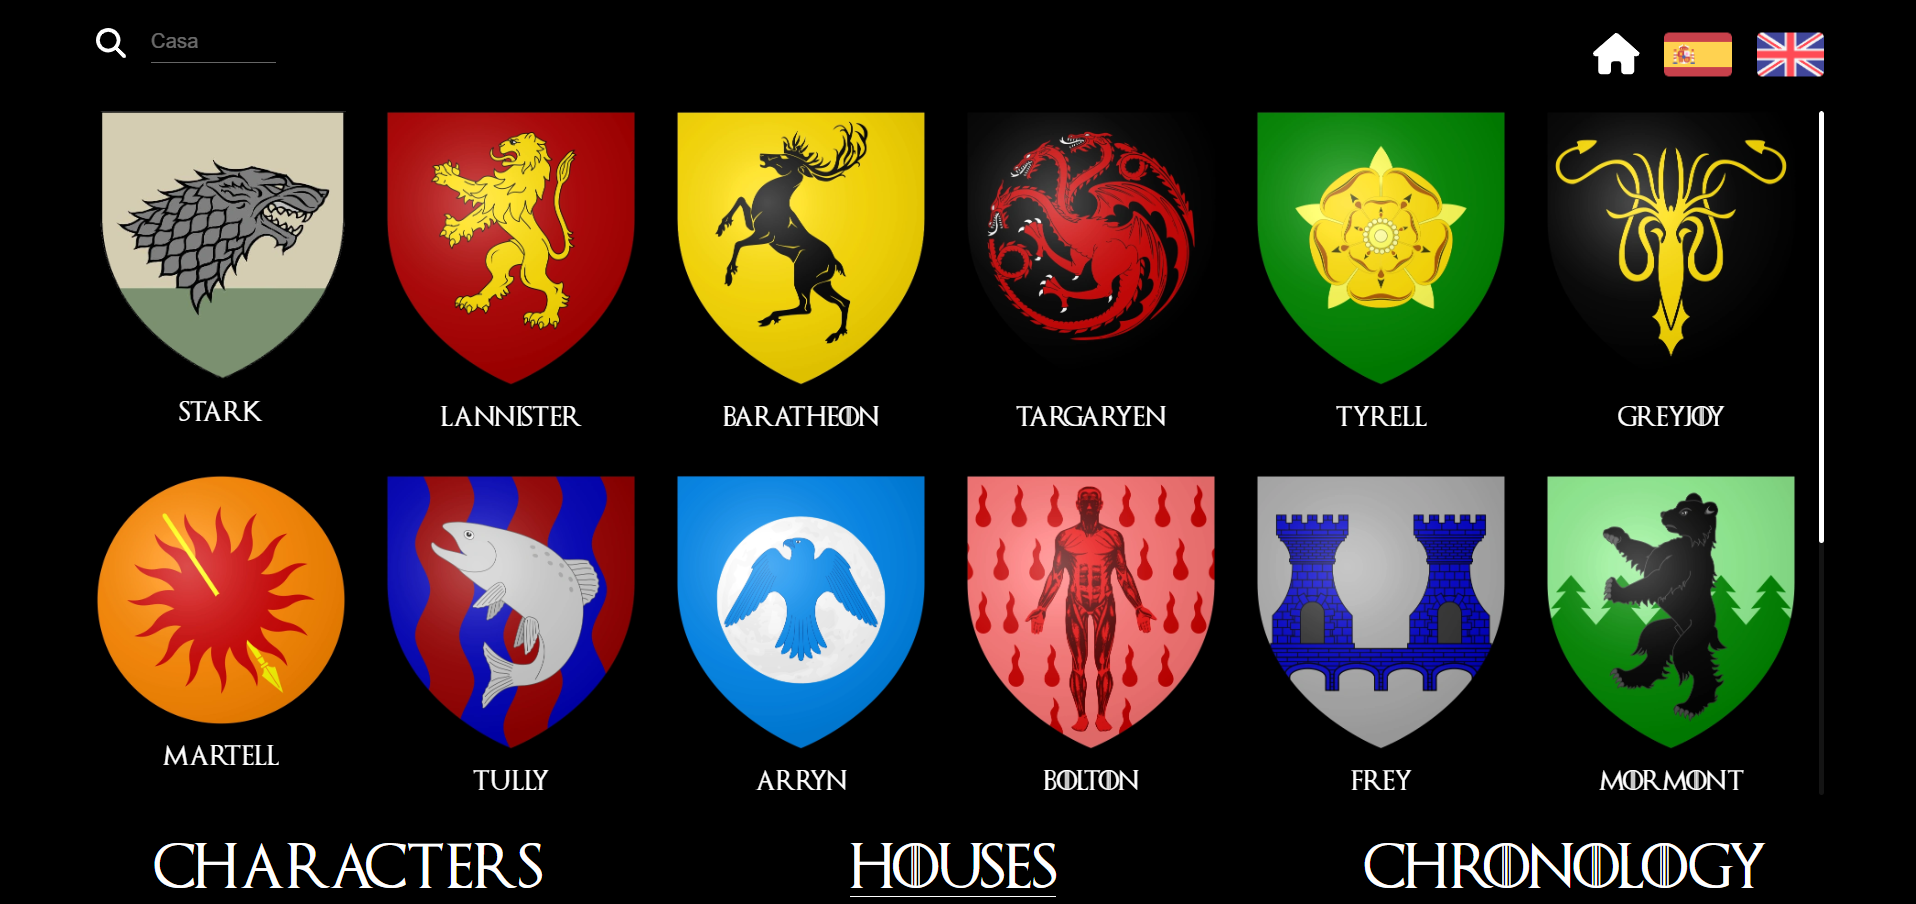 Casa
STARK
LANNISTER
BARATHEON
TARGARYEN
TYRELL
GREYJOY
MARTELL
TULLY
ARRYN
BOLTON
FREY
MORMONT
CHARACTERS
HOUSES
CHRONOLOGY